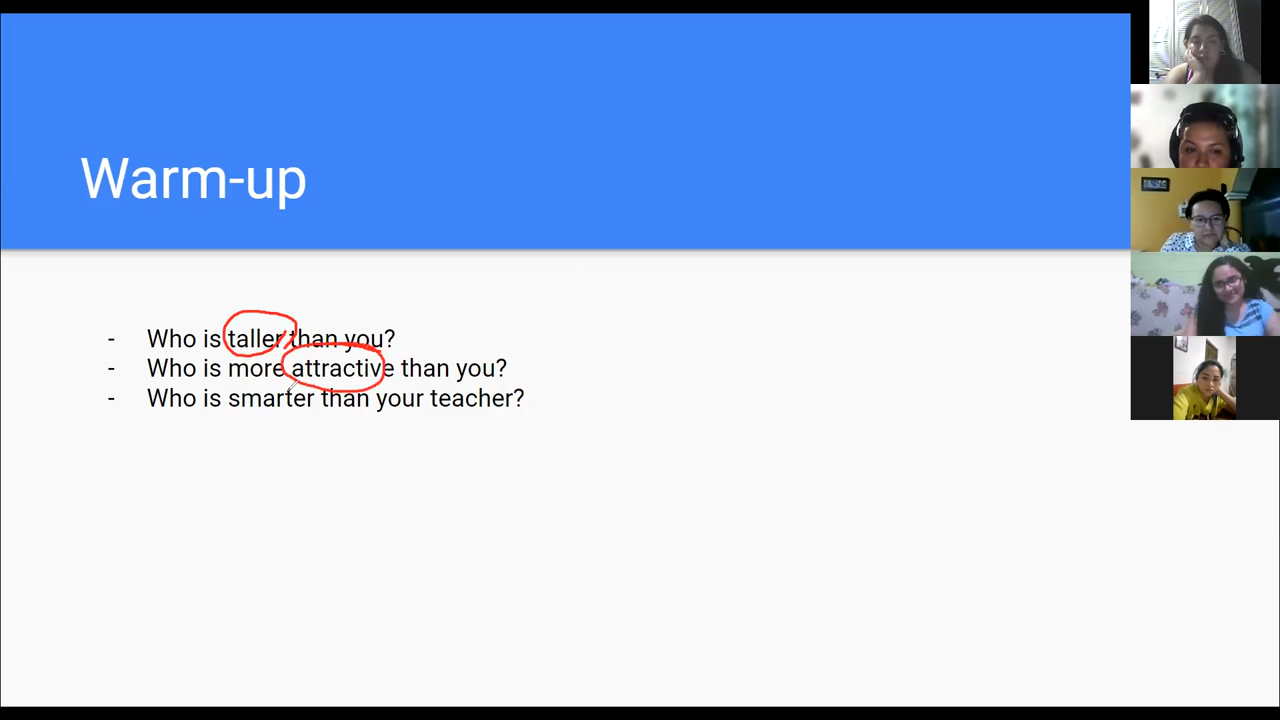 Warm-up
- Who is taller than you?
- Who is more attractive than you?
- Who is smarter than your teacher?